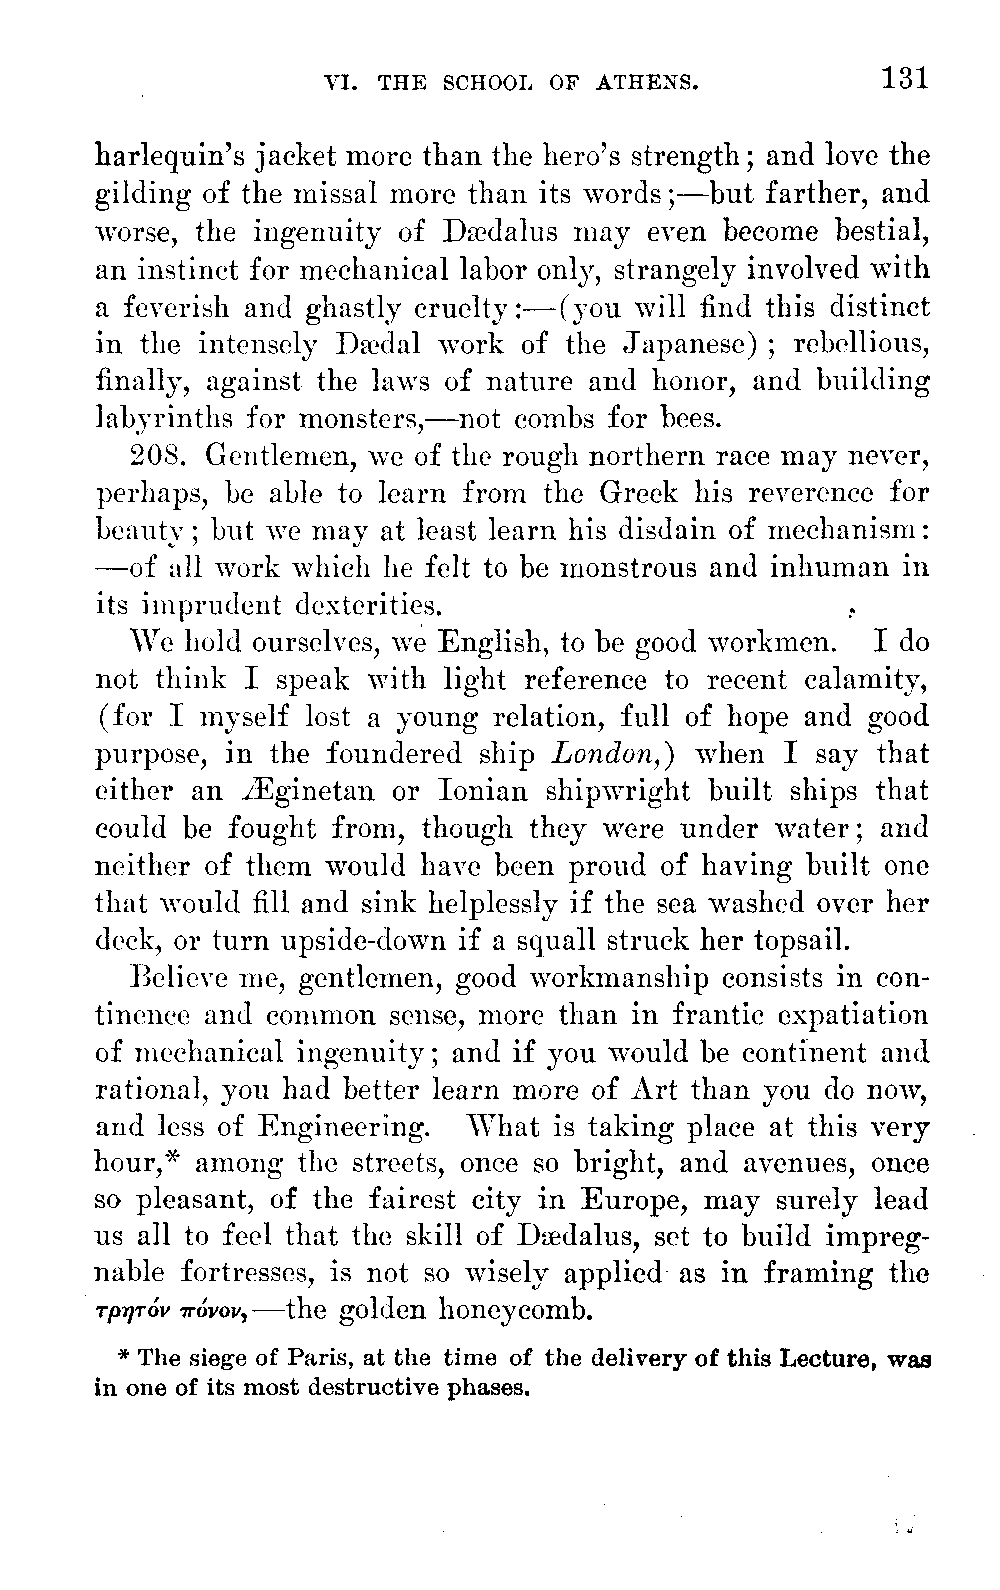 VI. THE SCHOOL OF ATHENS. 131
harlequin's jacket more than the hero's strength; and love the
gilding of the missal more than its words;—but farther, and
worse, the ingenuity of Dædalus may even become bestial,
an instinct for mechanical labor only, strangely involved with
a feverish and ghastly cruelty:—(you will find this distinct
in the intensely Dædal work of the Japanese); rebellious,
finally, against the laws of nature and honor, and building
labyrinths for monsters,—not combs for bees.
208. Gentlemen, we of the rough northern race may never,
perhaps, be able to learn from the Greek his reverence for
beauty; but we may at least learn his disdain of mechanism:
—of all work which he felt to be monstrous and inhuman in
its imprudent dexterities.
We hold ourselves, we English, to be good workmen. I do
not think I speak with light reference to recent calamity,
(for I myself lost a young relation, full of hope and good
purpose, in the foundered ship London,) when I say that
either an Æginetan or Ionian shipwright built ships that
could be fought from, though they were under water; and
neither of them would have been proud of having built one
that would fill and sink helplessly if the sea washed over her
deck, or turn upside-down if a squall struck her topsail.
Believe me, gentlemen, good workmanship consists in con-
tinence and common sense, more than in frantic expatiation
of mechanical ingenuity; and if you would be continent and
rational, you had better learn more of Art than you do now,
and less of Engineering. What is taking place at this very
hour,* among the streets, once so bright, and avenues, once
so pleasant, of the fairest city in Europe, may surely lead
us all to feel that the skill of Dædalus, set to build impreg-
nable fortresses, is not so wisely applied as in framing the
τρητόν πόνον,—the golden honeycomb.
* The siege of Paris, at the time of the delivery of this Lecture, was
in one of its most destructive phases.